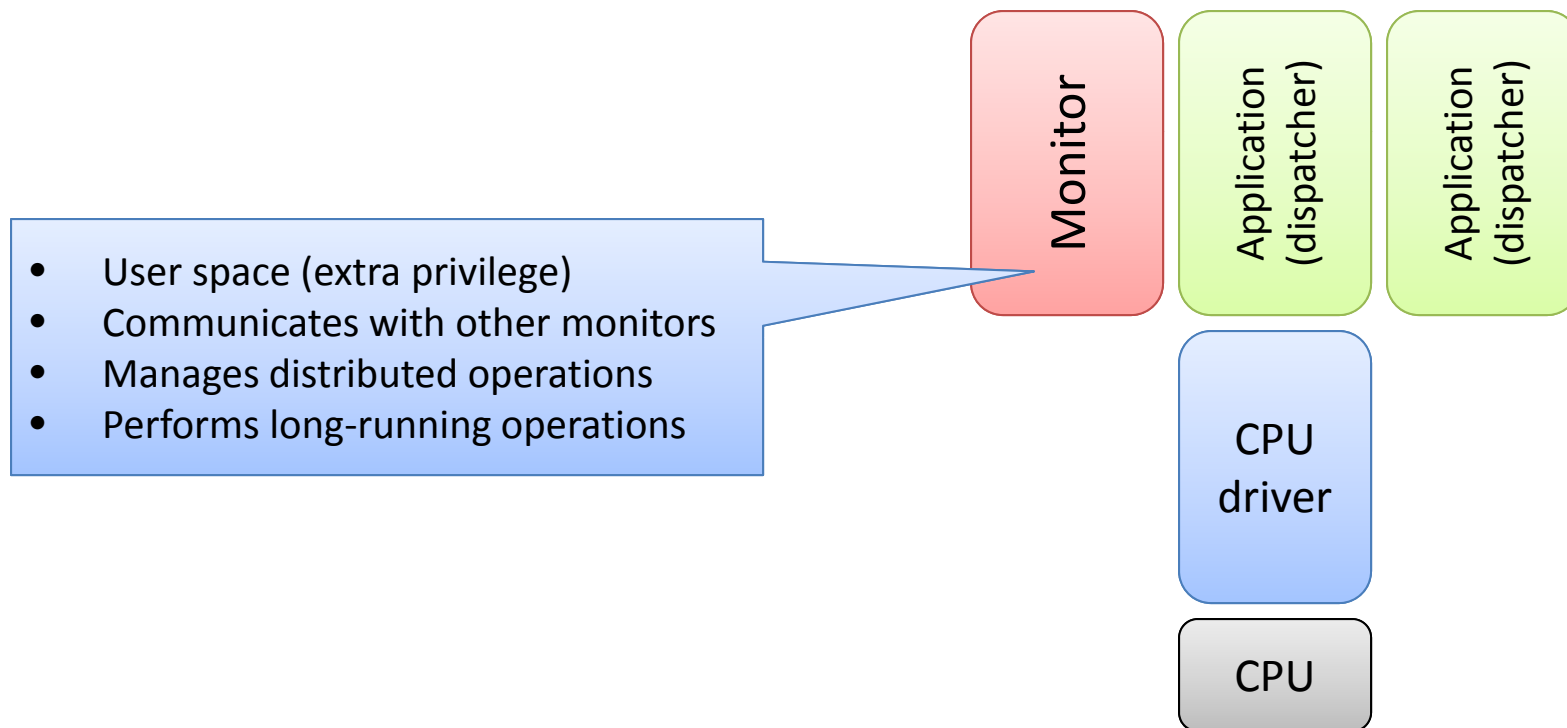 Monitor
Application
(dispatcher)
Application
(dispatcher)
• User space (extra privilege)
• Communicates with other monitors
• Manages distributed operations
• Performs long-running operations
CPU
driver
CPU